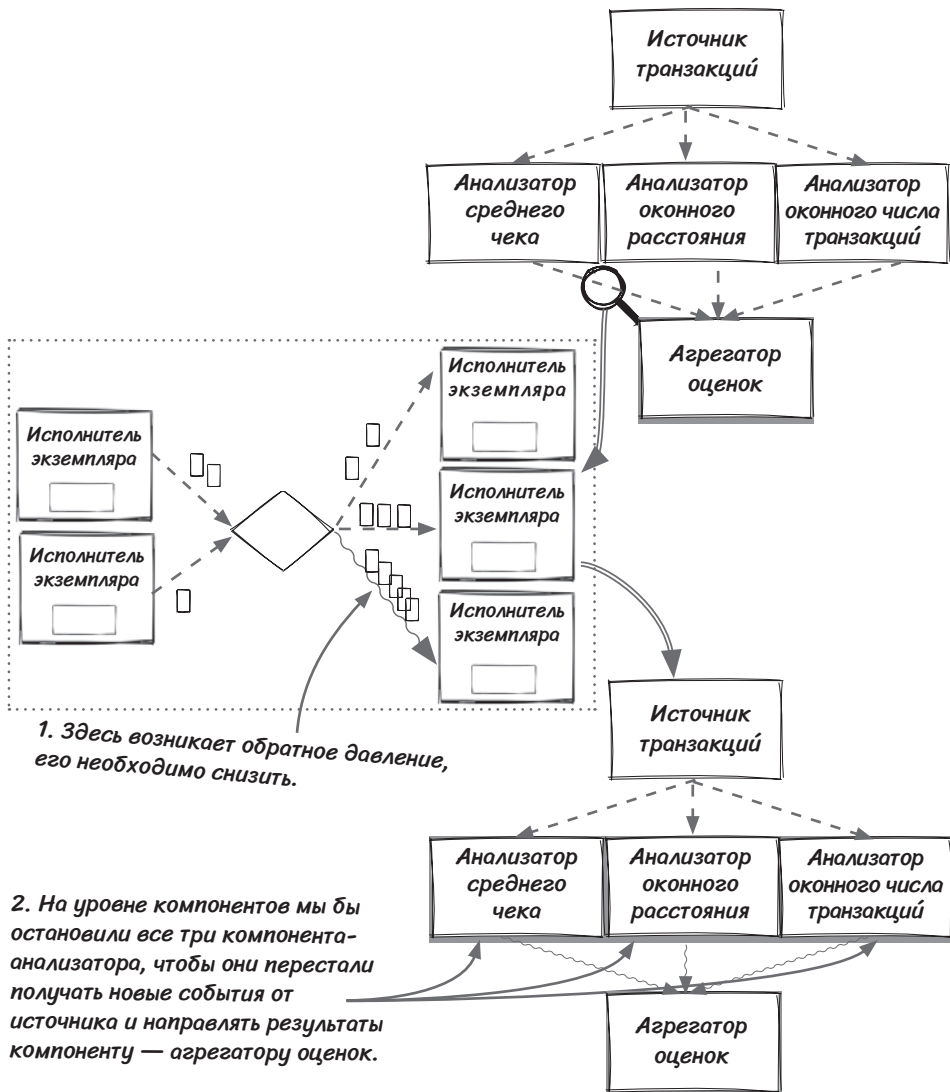 Источник
транзакций
Анализатор
среднего
чека
Анализатор
оконного
расстояния
Анализатор
оконного числа
транзакций
Агрегатор
оценок
Исполнитель
экземпляра
Исполнитель
экземпляра
Исполнитель
экземпляра
Исполнитель
экземпляра
Исполнитель
экземпляра
1. Здесь возникает обратное давление,
его необходимо снизить.
Источник
транзакций
Анализатор
среднего
чека
Анализатор
оконного
расстояния
Анализатор
оконного числа
транзакций
2. На уровне компонентов мы бы
остановили все три компонента-
анализатора, чтобы они перестали
получать новые события от
источника и направлять результаты
компоненту — агрегатору оценок.
Агрегатор
оценок